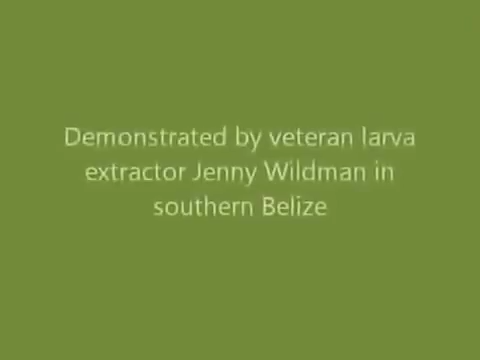 Demonstrated by veteran larva
extractor Jenny Wildman in
southern Belize